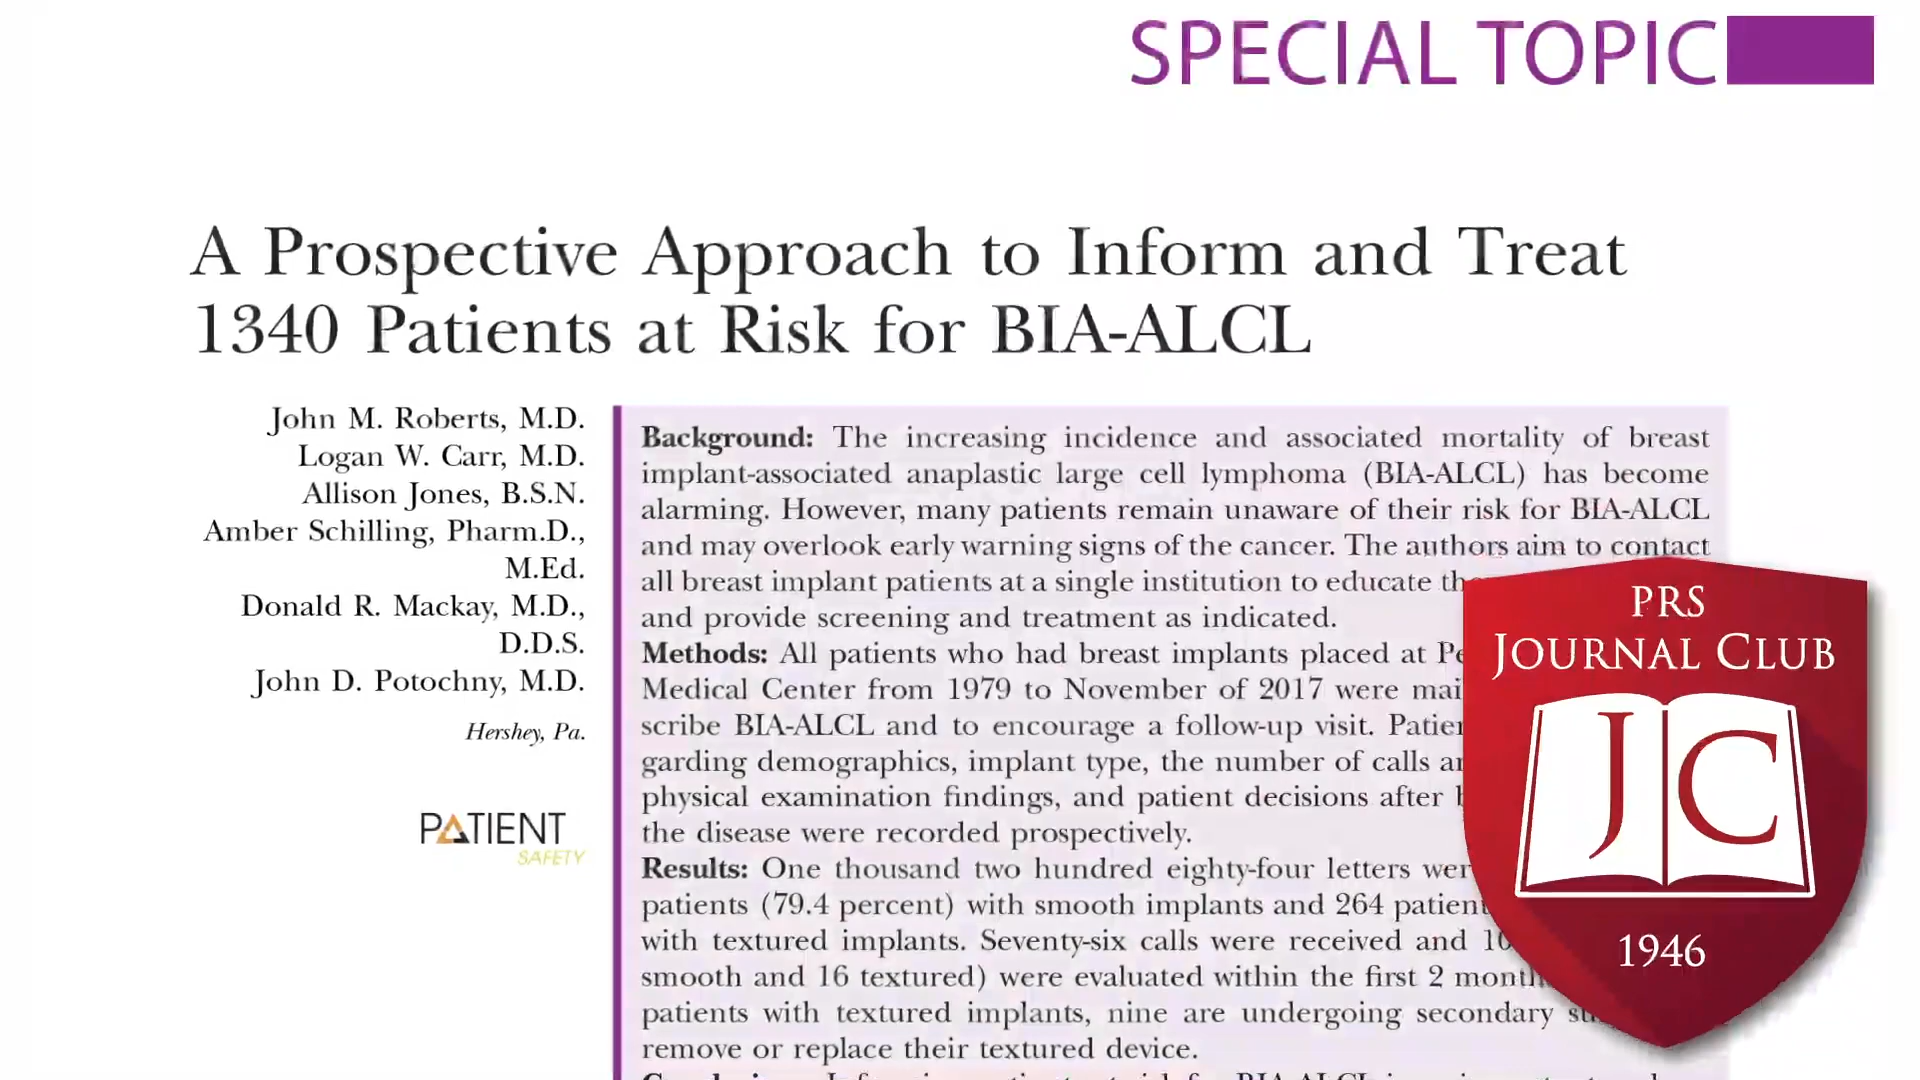 SPECIAL TOPIC
A Prospective Approach to Inform and Treat
1340 Patients at Risk for BIA-ALCL
John M. Roberts, M.D.
Logan W. Carr, M.D.
Allison Jones, B.S.N.
Amber Schilling, Pharm.D.,
M.Ed.
Donald R. Mackay, M.D.,
D.D.S.
John D. Potochny, M.D.
Hershey, Pa.
PATIENT
SAFETY
Background: The increasing incidence and associated mortality of breast
implant-associated anaplastic large cell lymphoma (BIA-ALCL) has become
alarming. However, many patients remain unaware of their risk for BIA-ALCL
and may overlook early warning signs of the cancer. The authors aim to contact
all breast implant patients at a single institution to educate
and provide screening and treatment as indicated.
Methods: All patients who had breast implants placed at
Medical Center from 1979 to November of 2017 were
scribe BIA-ALCL and to encourage a follow-up visit.
garding demographics, implant type, the number of calls
physical examination findings, and patient decisions after
the disease were recorded prospectively.
Results: One thousand two hundred eighty-four letters
patients (79.4 percent) with smooth implants and 264
with textured implants. Seventy-six calls were received and
smooth and 16 textured) were evaluated within the first 2
patients with textured implants, nine are undergoing secondary
remove or replace their textured device.
PRS
JOURNAL CLUB
JC
1946